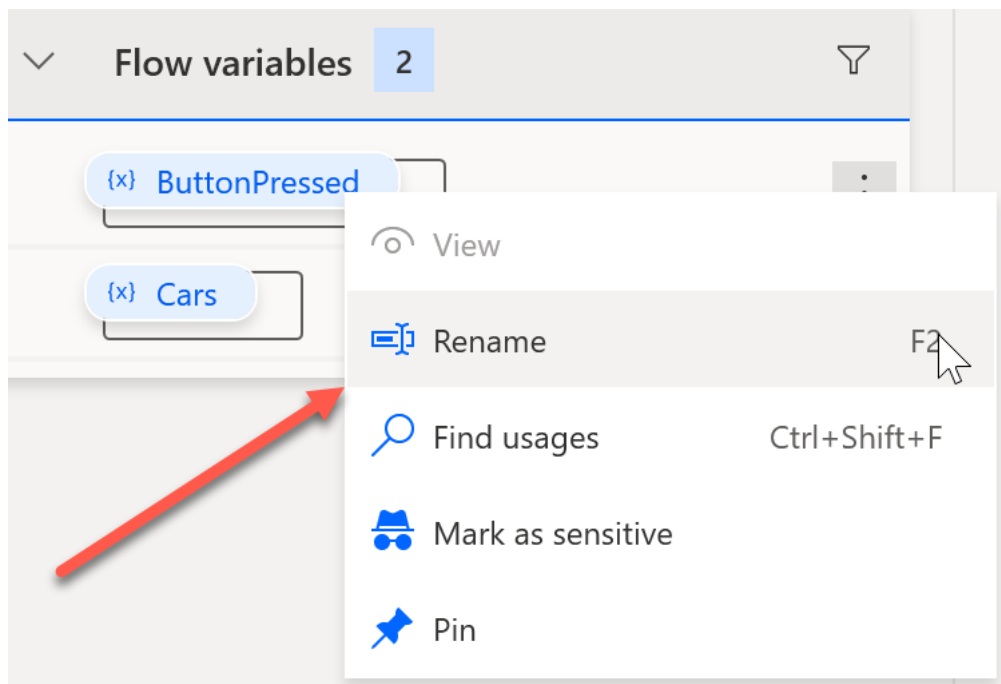 Flow variables 2
{x} ButtonPressed
View
{x} Cars
Rename F2
Find usages Ctrl+Shift+F
Mark as sensitive
Pin